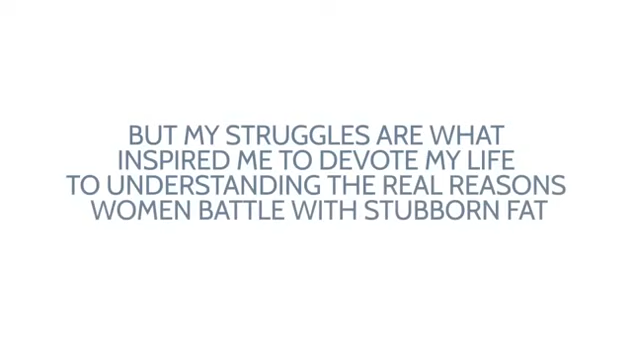 BUT MY STRUGGLES ARE WHAT
INSPIRED ME TO DEVOTE MY LIFE
TO UNDERSTANDING THE REAL REASONS
WOMEN BATTLE WITH STUBBORN FAT